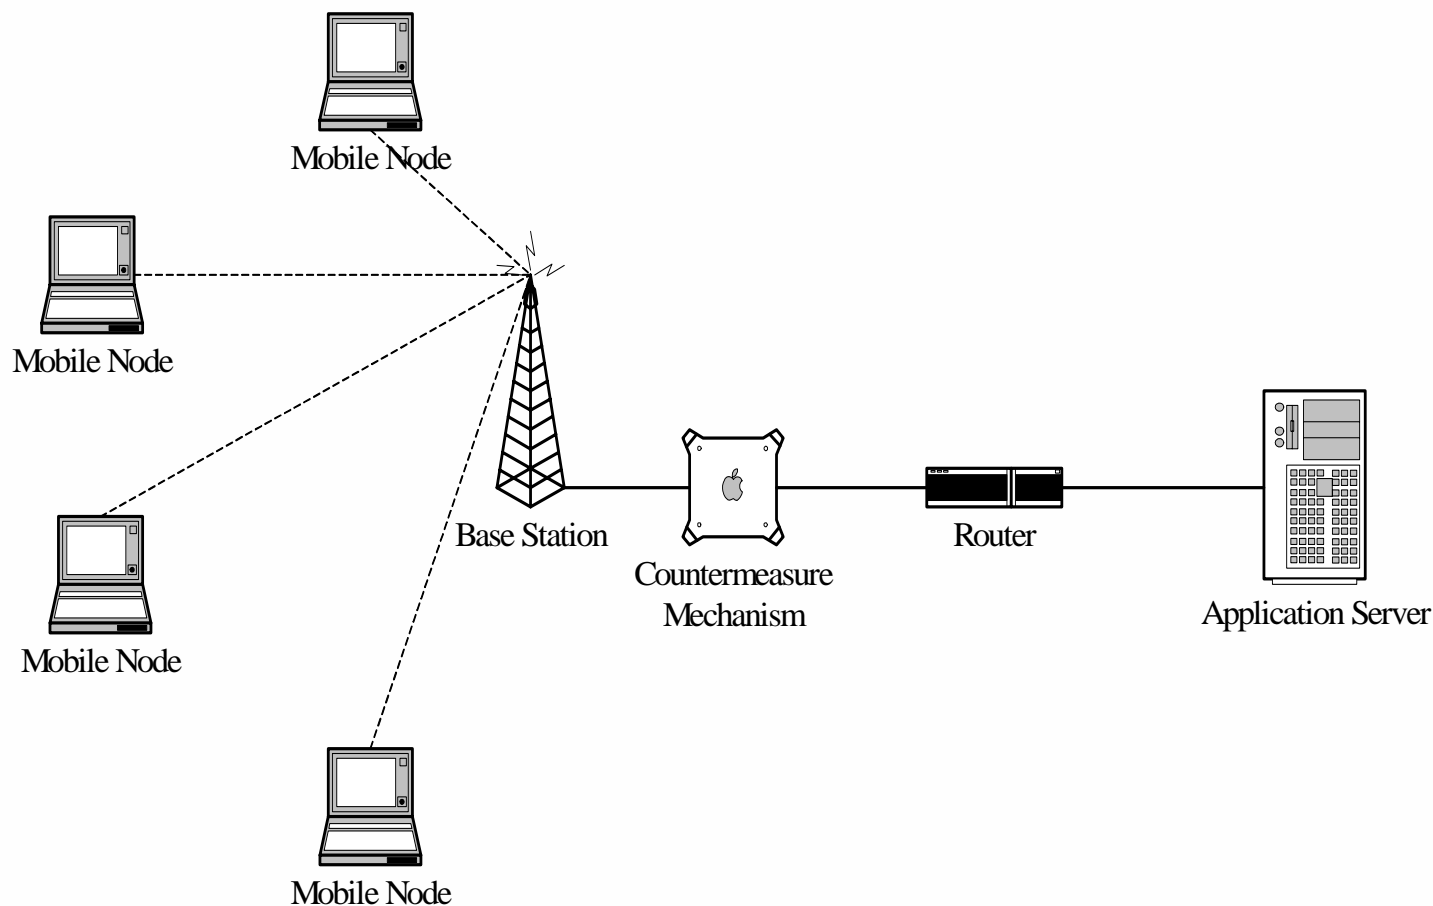 Mobile Node
Mobile Node
Base Station
Router
Countermeasure
Mechanism
Application Server
Mobile Node
Mobile Node